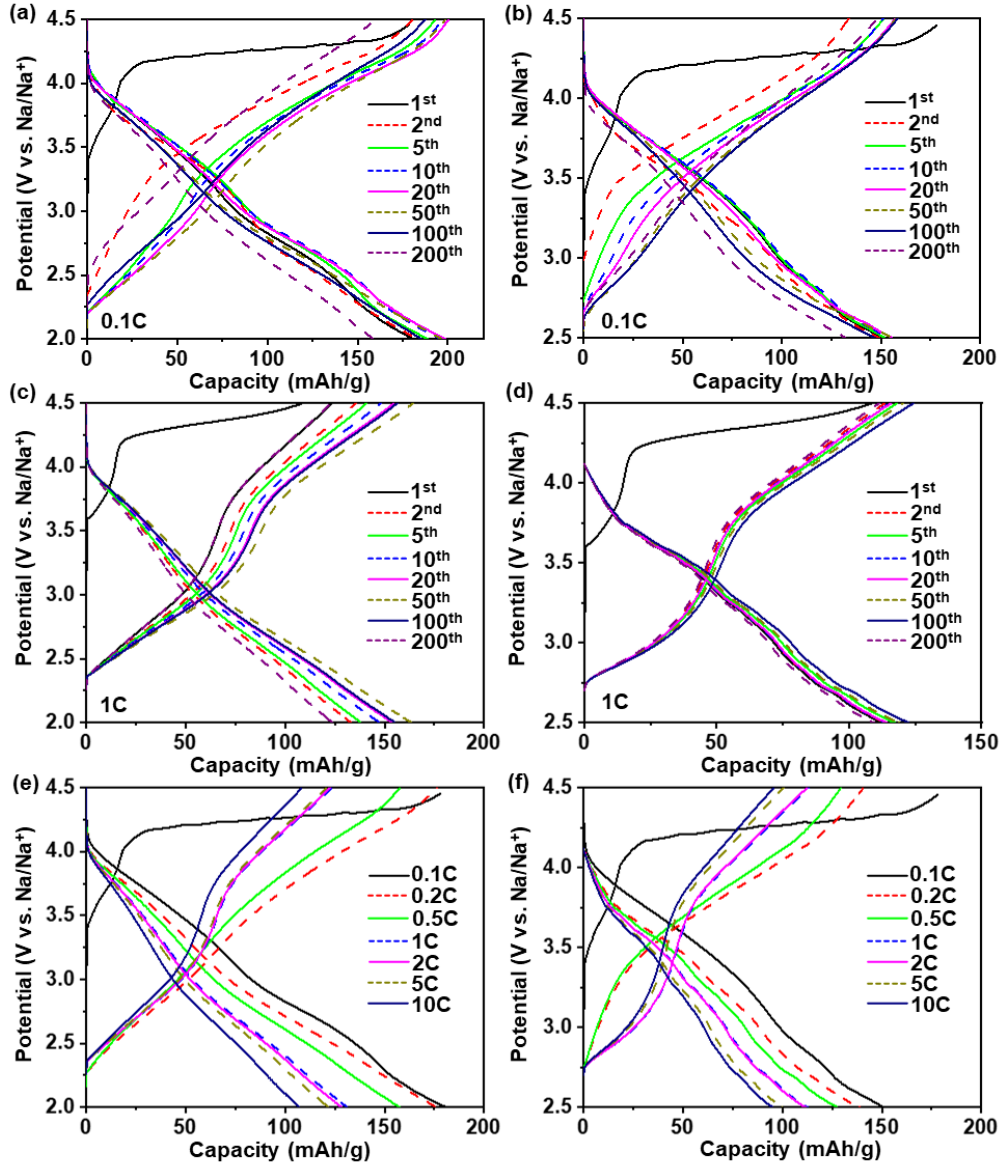 (a)
4.5
4.0
3.5
3.0
2.5
2.0
0 50 100 150 200
Potential (V vs. Na/Na⁺)
Capacity (mAh/g)
0.1C
1st
2nd
5th
10th
20th
50th
100th
200th
(b)
4.5
4.0
3.5
3.0
2.5
0 50 100 150 200
Potential (V vs. Na/Na⁺)
Capacity (mAh/g)
0.1C
1st
2nd
5th
10th
20th
50th
100th
200th
(c)
4.5
4.0
3.5
3.0
2.5
2.0
0 50 100 150 200
Potential (V vs. Na/Na⁺)
Capacity (mAh/g)
1C
1st
2nd
5th
10th
20th
50th
100th
200th
(d)
4.5
4.0
3.5
3.0
2.5
0 50 100 150
Potential (V vs. Na/Na⁺)
Capacity (mAh/g)
1C
1st
2nd
5th
10th
20th
50th
100th
200th
(e)
4.5
4.0
3.5
3.0
2.5
2.0
0 50 100 150 200
Potential (V vs. Na/Na⁺)
Capacity (mAh/g)
0.1C
0.2C
0.5C
1C
2C
5C
10C
(f)
4.5
4.0
3.5
3.0
2.5
0 50 100 150 200
Potential (V vs. Na/Na⁺)
Capacity (mAh/g)
0.1C
0.2C
0.5C
1C
2C
5C
10C